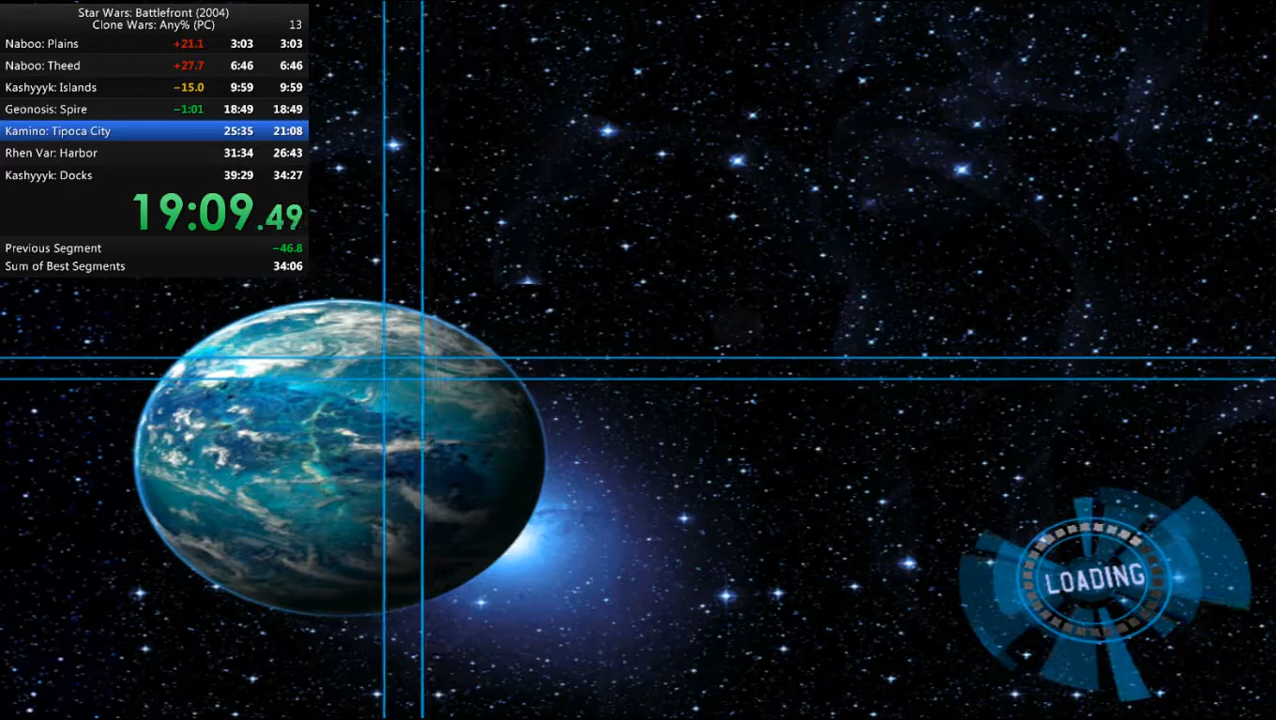 Star Wars: Battlefront (2004)
Clone Wars: Any% (PC) 13
Naboo: Plains +21.1 3:03 3:03
Naboo: Theed +27.7 6:46 6:46
Kashyyyk: Islands −15.0 9:59 9:59
Geonosis: Spire −1:01 18:49 18:49
Kamino: Tipoca City 25:35 21:08
Rhen Var: Harbor 31:34 26:43
Kashyyyk: Docks 39:29 34:27
19:09.49
Previous Segment −46.8
Sum of Best Segments 34:06
LOADING